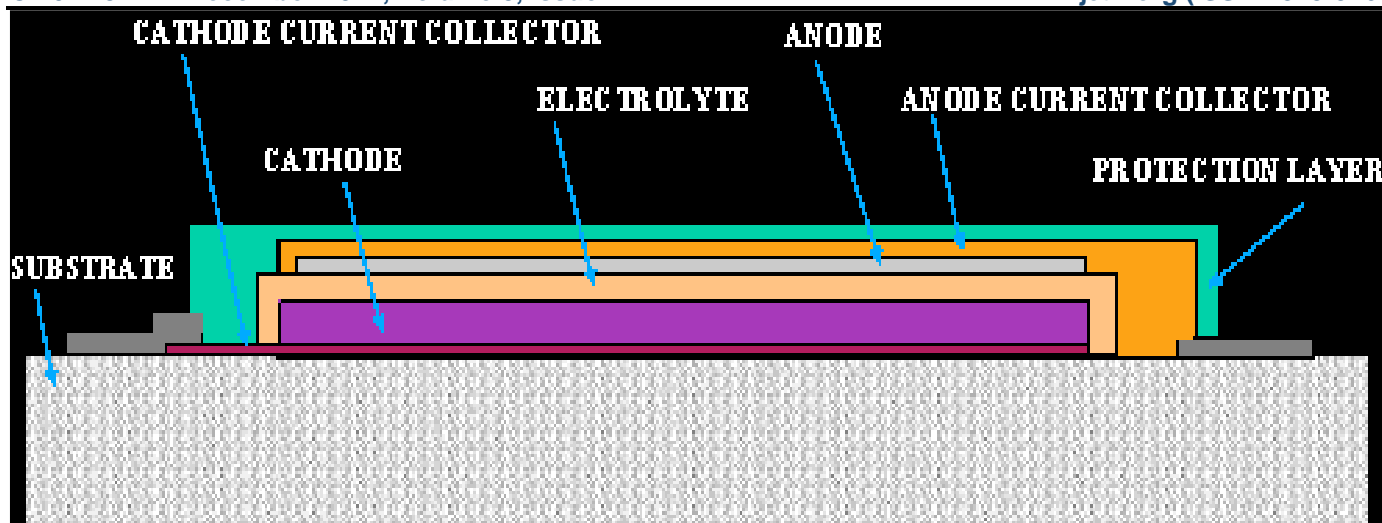 CATHODE CURRENT COLLECTOR
ANODE
ELECTROLYTE
ANODE CURRENT COLLECTOR
CATHODE
PROTECTION LAYER
SUBSTRATE